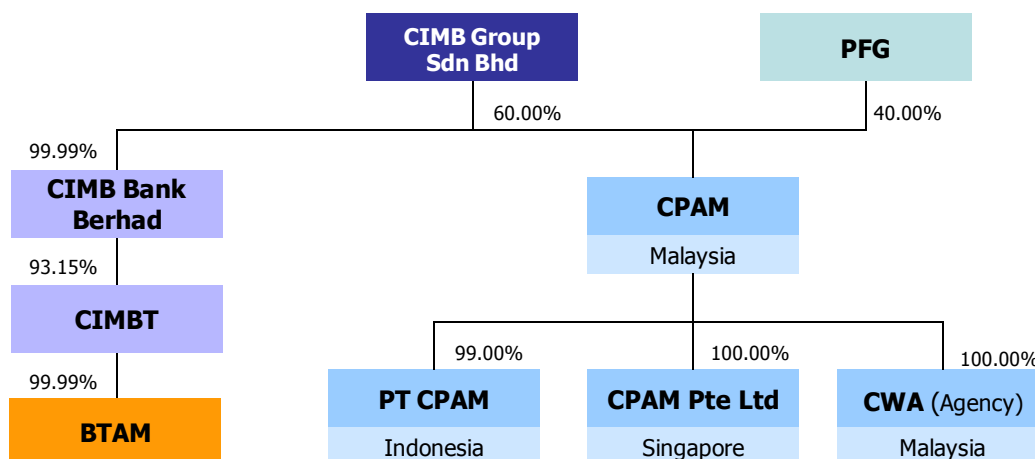 CIMB Group
Sdn Bhd
PFG
60.00%
40.00%
99.99%
CIMB Bank
Berhad
CPAM
Malaysia
93.15%
CIMBT
99.00%
100.00%
100.00%
99.99%
BTAM
PT CPAM
Indonesia
CPAM Pte Ltd
Singapore
CWA (Agency)
Malaysia